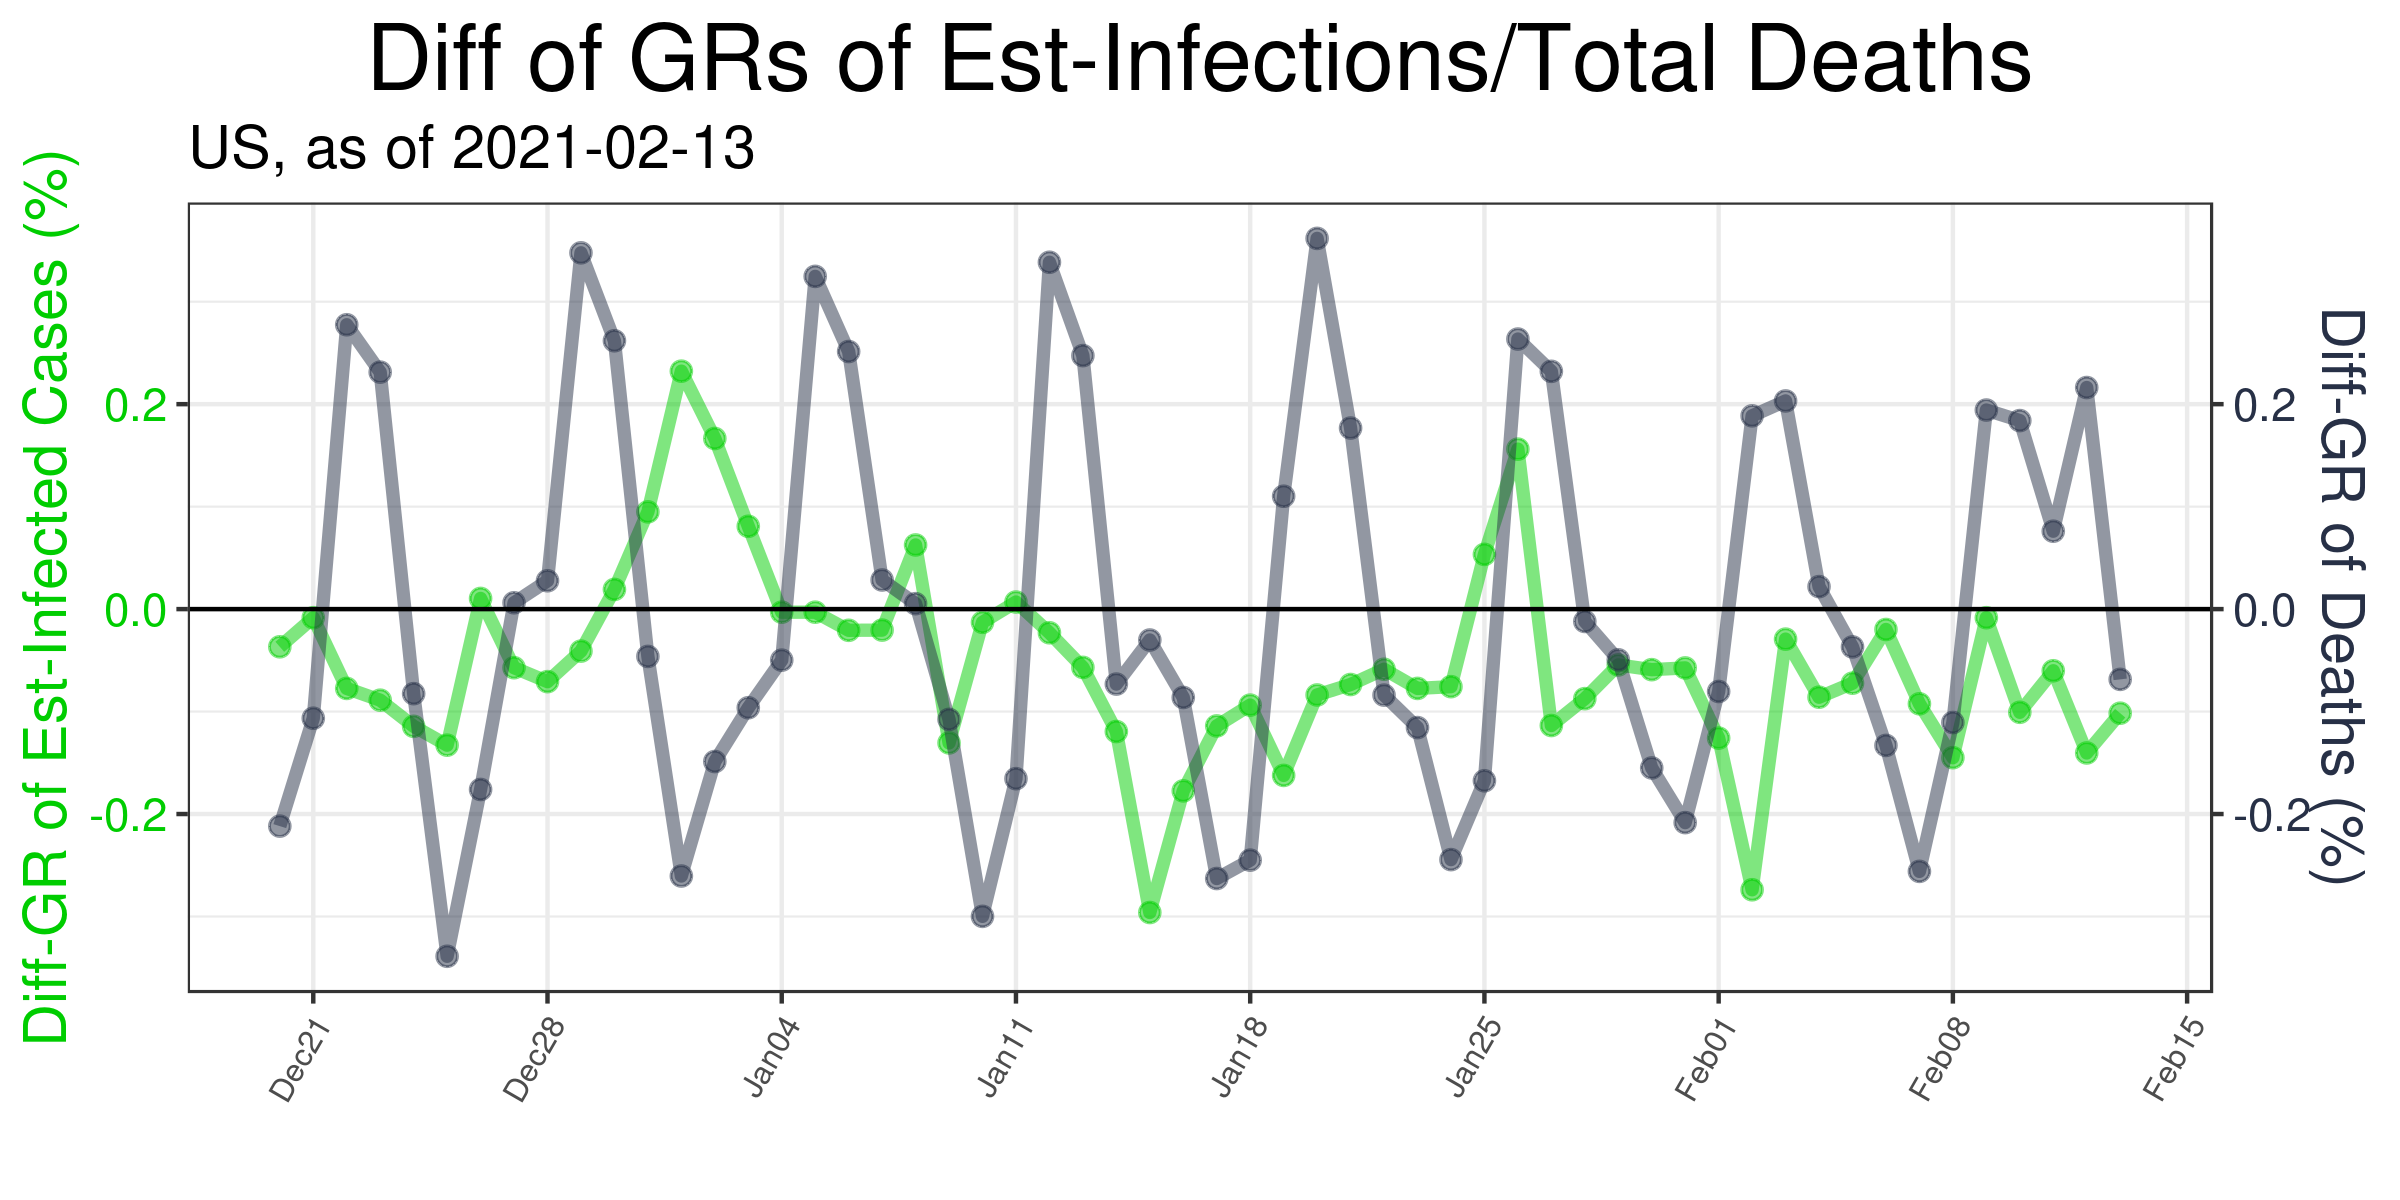 Diff of GRs of Est-Infections/Total Deaths
US, as of 2021-02-13
Diff-GR of Est-Infected Cases (%)
0.2
0.0
-0.2
0.2
0.0
-0.2
Diff-GR of Deaths (%)
Dec21
Dec28
Jan04
Jan11
Jan18
Jan25
Feb01
Feb08
Feb15